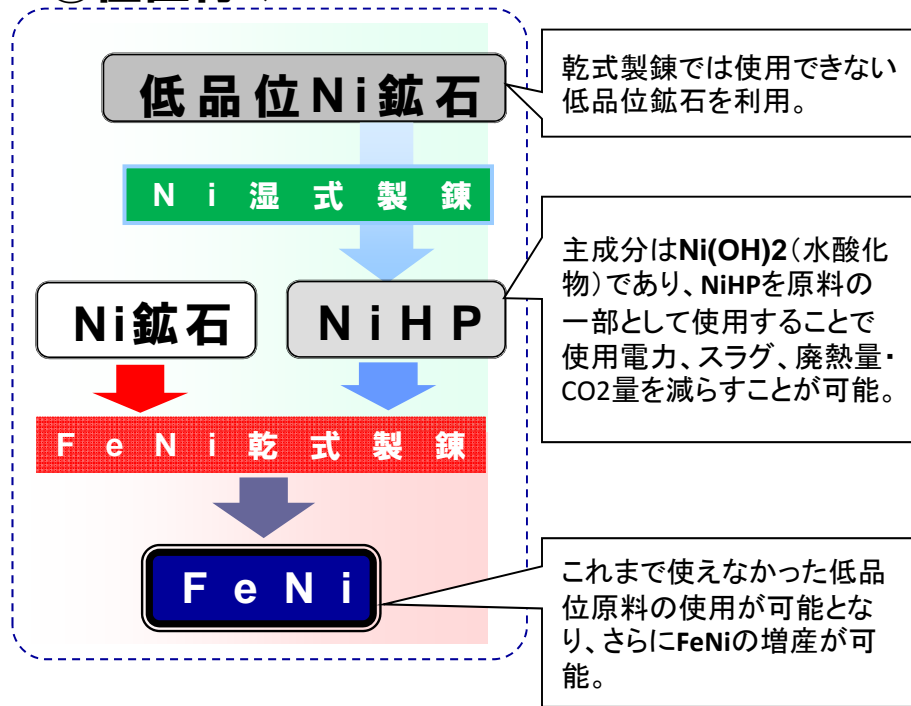 低品位Ni鉱石
乾式製錬では使用できない
低品位鉱石を利用。
Ni湿式製錬
主成分はNi(OH)2（水酸化
物）であり、NiHPを原料の
一部として使用することで
使用電力、スラグ、廃熱量・
CO2量を減らすことが可能。
Ni鉱石
NiHP
FeNi乾式製錬
FeNi
これまで使えなかった低品
位原料の使用が可能とな
り、さらにFeNiの増産が可
能。